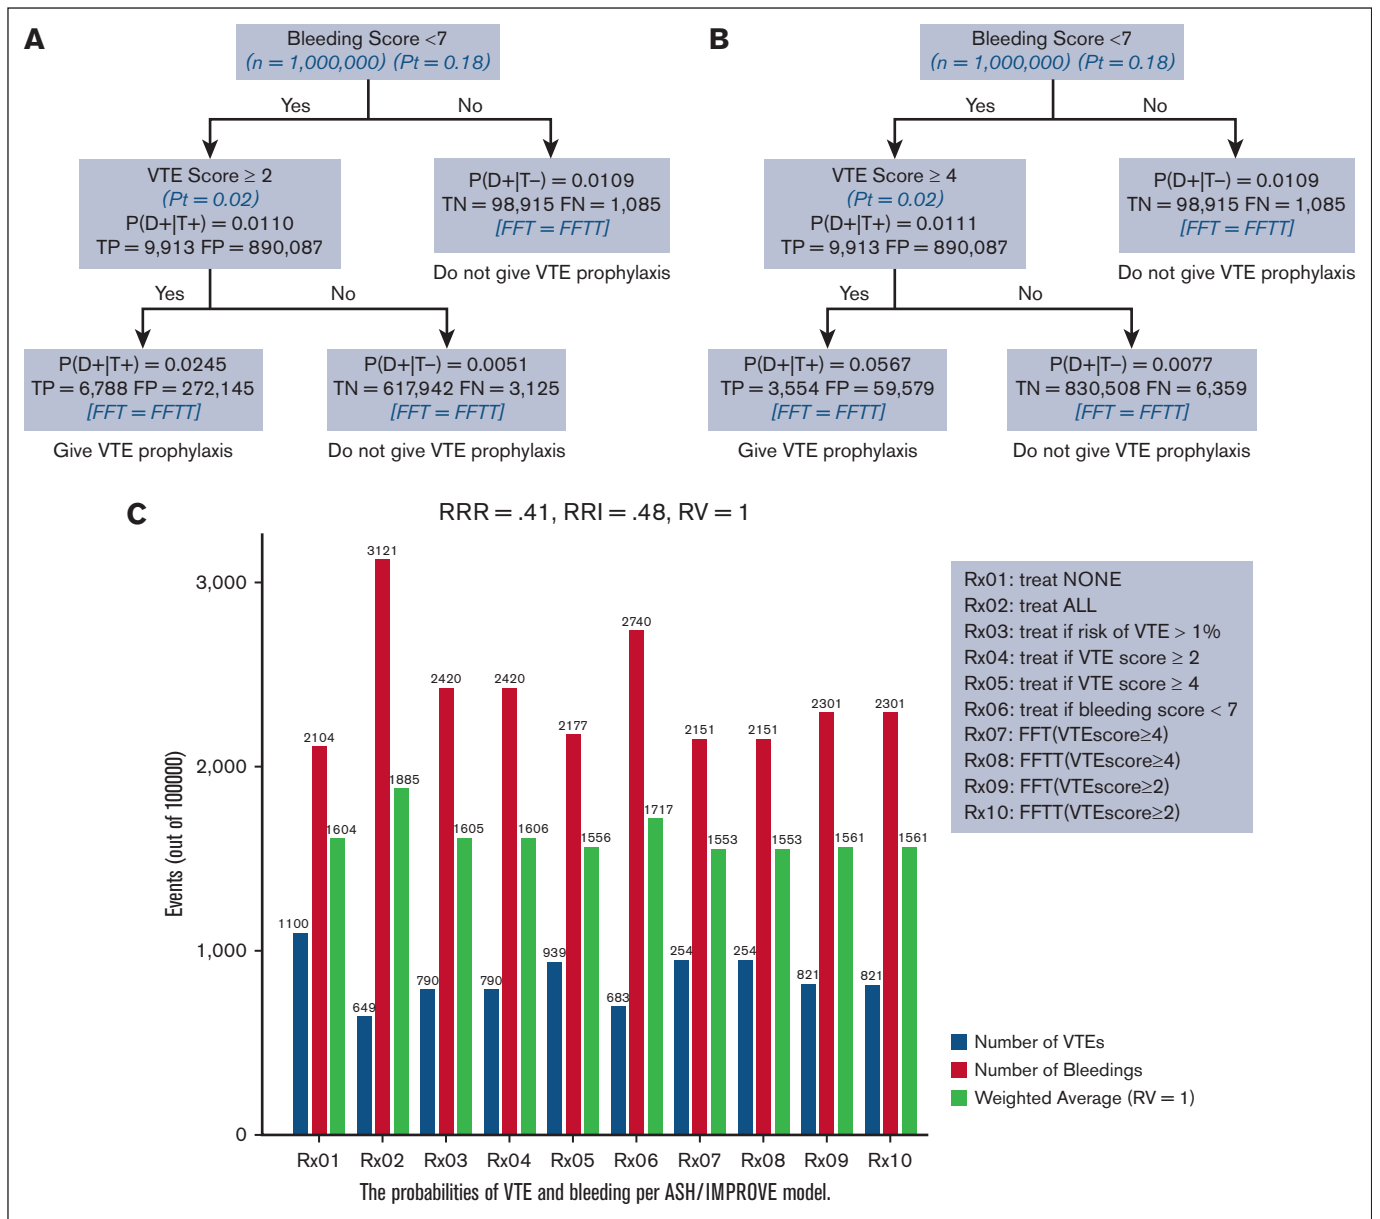 A
Bleeding Score <7
(n = 1,000,000) (Pt = 0.18)
Yes
No
VTE Score ≥ 2
(Pt = 0.02)
P(D+|T+) = 0.0110
TP = 9,913 FP = 890,087
P(D+|T–) = 0.0109
TN = 98,915 FN = 1,085
[FFT = FFTT]
Do not give VTE prophylaxis
Yes
No
P(D+|T+) = 0.0245
TP = 6,788 FP = 272,145
[FFT = FFTT]
Give VTE prophylaxis
P(D+|T–) = 0.0051
TN = 617,942 FN = 3,125
[FFT = FFTT]
Do not give VTE prophylaxis
B
Bleeding Score <7
(n = 1,000,000) (Pt = 0.18)
Yes
No
VTE Score ≥ 4
(Pt = 0.02)
P(D+|T+) = 0.0111
TP = 9,913 FP = 890,087
P(D+|T–) = 0.0109
TN = 98,915 FN = 1,085
[FFT = FFTT]
Do not give VTE prophylaxis
Yes
No
P(D+|T+) = 0.0567
TP = 3,554 FP = 59,579
[FFT = FFTT]
Give VTE prophylaxis
P(D+|T–) = 0.0077
TN = 830,508 FN = 6,359
[FFT = FFTT]
Do not give VTE prophylaxis
C
RRR = .41, RRI = .48, RV = 1
Events (out of 100000)
3,000
2,000
1,000
0
1100
2104
1604
649
3121
1885
790
2420
1605
790
2420
1606
939
2177
1556
683
2740
1717
254
2151
1553
254
2151
1553
821
2301
1561
821
2301
1561
Rx01
Rx02
Rx03
Rx04
Rx05
Rx06
Rx07
Rx08
Rx09
Rx10
The probabilities of VTE and bleeding per ASH/IMPROVE model.
Rx01: treat NONE
Rx02: treat ALL
Rx03: treat if risk of VTE > 1%
Rx04: treat if VTE score ≥ 2
Rx05: treat if VTE score ≥ 4
Rx06: treat if bleeding score < 7
Rx07: FFT(VTEscore≥4)
Rx08: FFTT(VTEscore≥4)
Rx09: FFT(VTEscore≥2)
Rx10: FFTT(VTEscore≥2)
Number of VTEs
Number of Bleedings
Weighted Average (RV = 1)